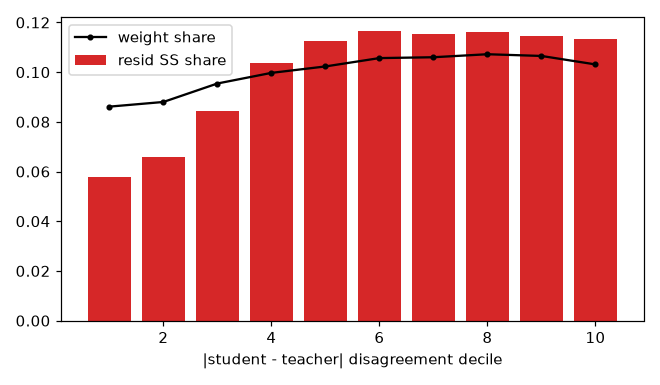 0.12
0.10
0.08
0.06
0.04
0.02
0.00
weight share
resid SS share
2 4 6 8 10
|student - teacher| disagreement decile